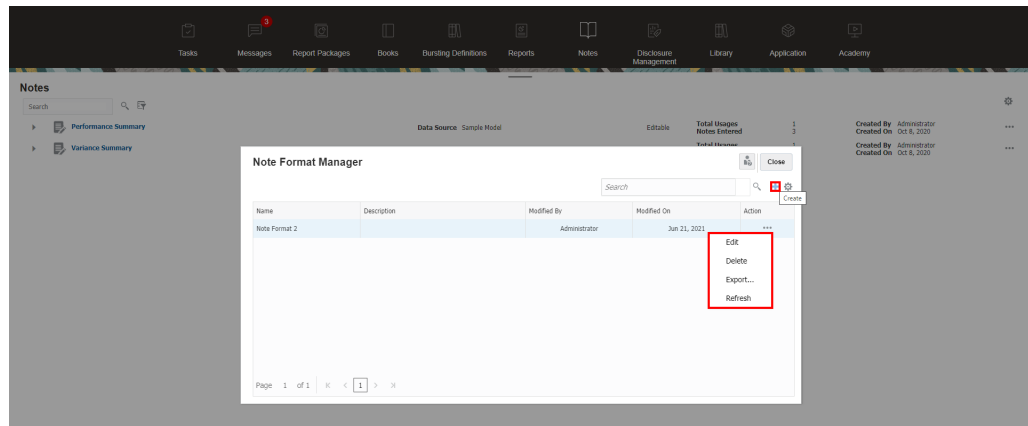 3
Tasks Messages Report Packages Books Bursting Definitions Reports Notes Disclosure Management Library Application Academy
Notes
Search
Performance Summary Data Source Sample Model Editable Total Usages 1 Created By Administrator
Notes Entered 3 Created On Oct 8, 2020
Variance Summary Total Usages 1 Created By Administrator
Created On Oct 8, 2020
Note Format Manager Close
Search
Create
Name Description Modified By Modified On Action
Note Format 2 Administrator Jun 21, 2021
Edit
Delete
Export...
Refresh
Page 1 of 1 1